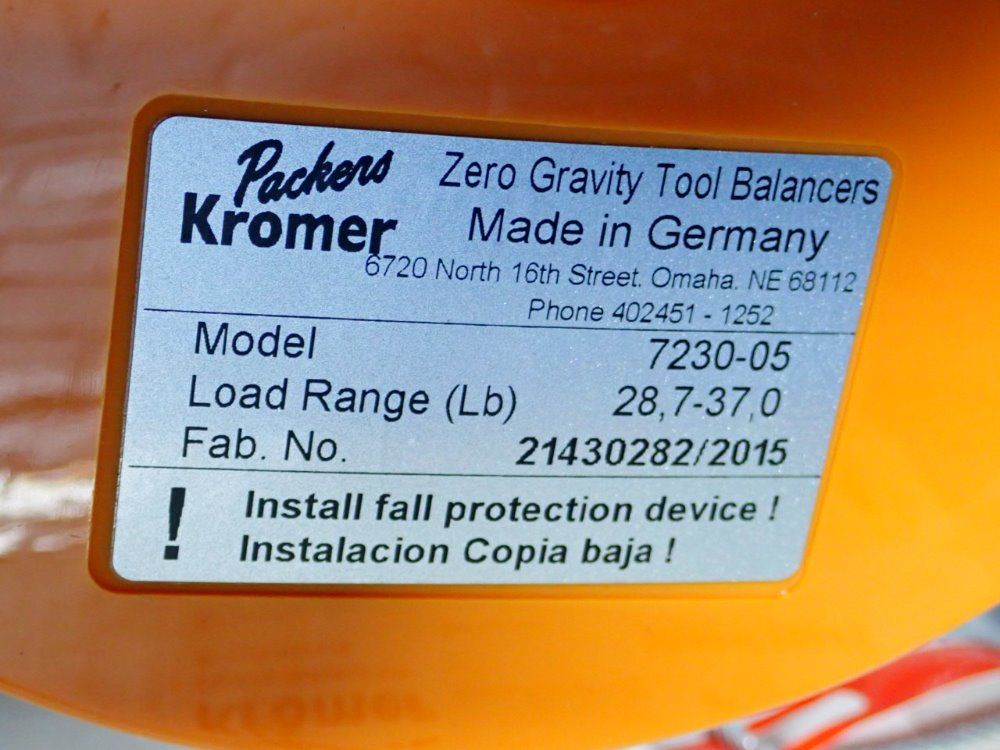 Packers
Kromer
Zero Gravity Tool Balancers
Made in Germany
6720 North 16th Street. Omaha. NE 68112
Phone 402451 - 1252
Model 7230-05
Load Range (Lb) 28,7-37,0
Fab. No. 21430282/2015
! Install fall protection device !
Instalacion Copia baja !